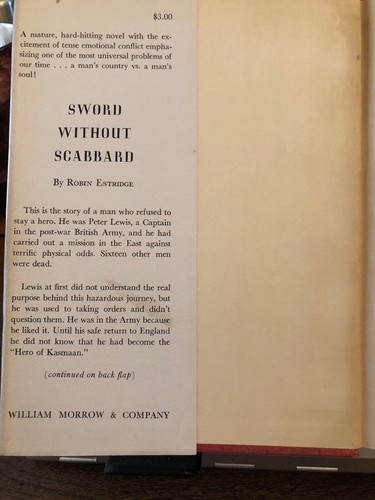 $3.00
A mature, hard-hitting novel with the ex-
citement of tense emotional conflict empha-
sizing one of the most universal problems of
our time . . . a man's country vs. a man's
soul!
SWORD
WITHOUT
SCABBARD
By Robin Estridge
This is the story of a man who refused to
stay a hero. He was Peter Lewis, a Captain
in the post-war British Army, and he had
carried out a mission in the East against
terrific physical odds. Sixteen other men
were dead.
Lewis at first did not understand the real
purpose behind this hazardous journey, but
he was used to taking orders and didn't
question them. He was in the Army because
he liked it. Until his safe return to England
he did not know that he had become the
"Hero of Kasmaan."
(continued on back flap)
WILLIAM MORROW & COMPANY